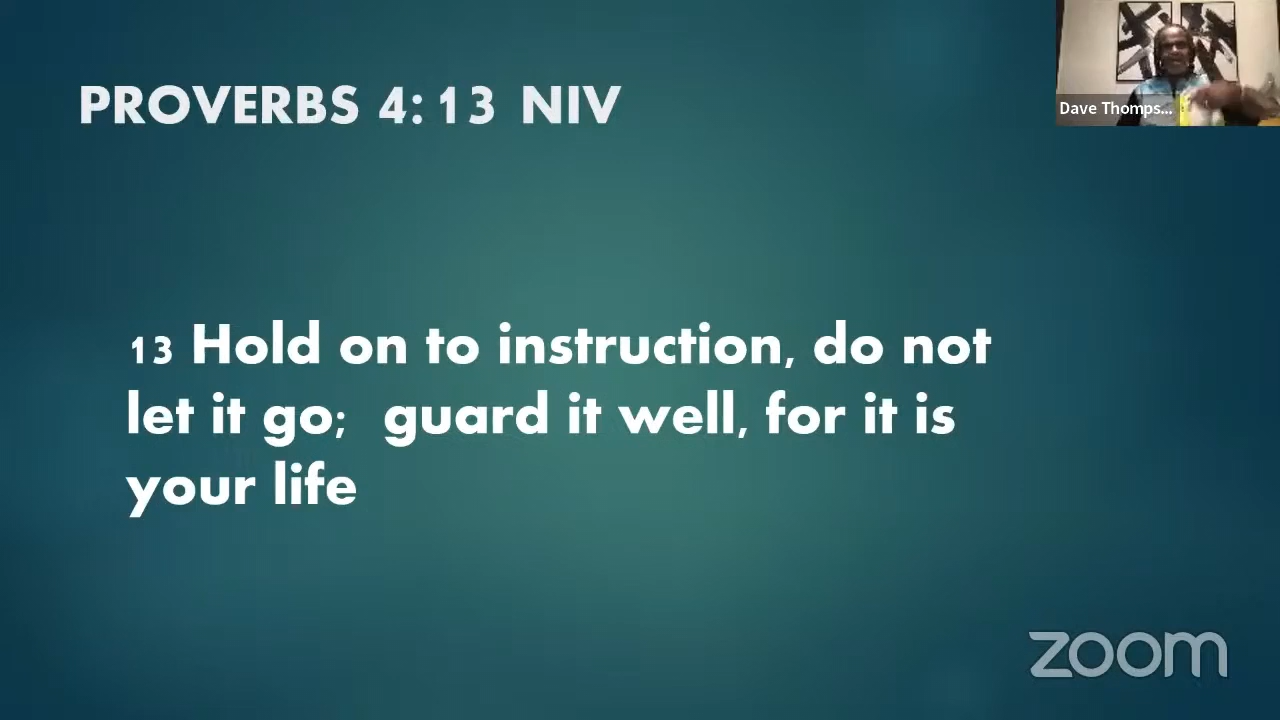 PROVERBS 4:13 NIV
Dave Thomps...
13 Hold on to instruction, do not
let it go;  guard it well, for it is
your life
zoom